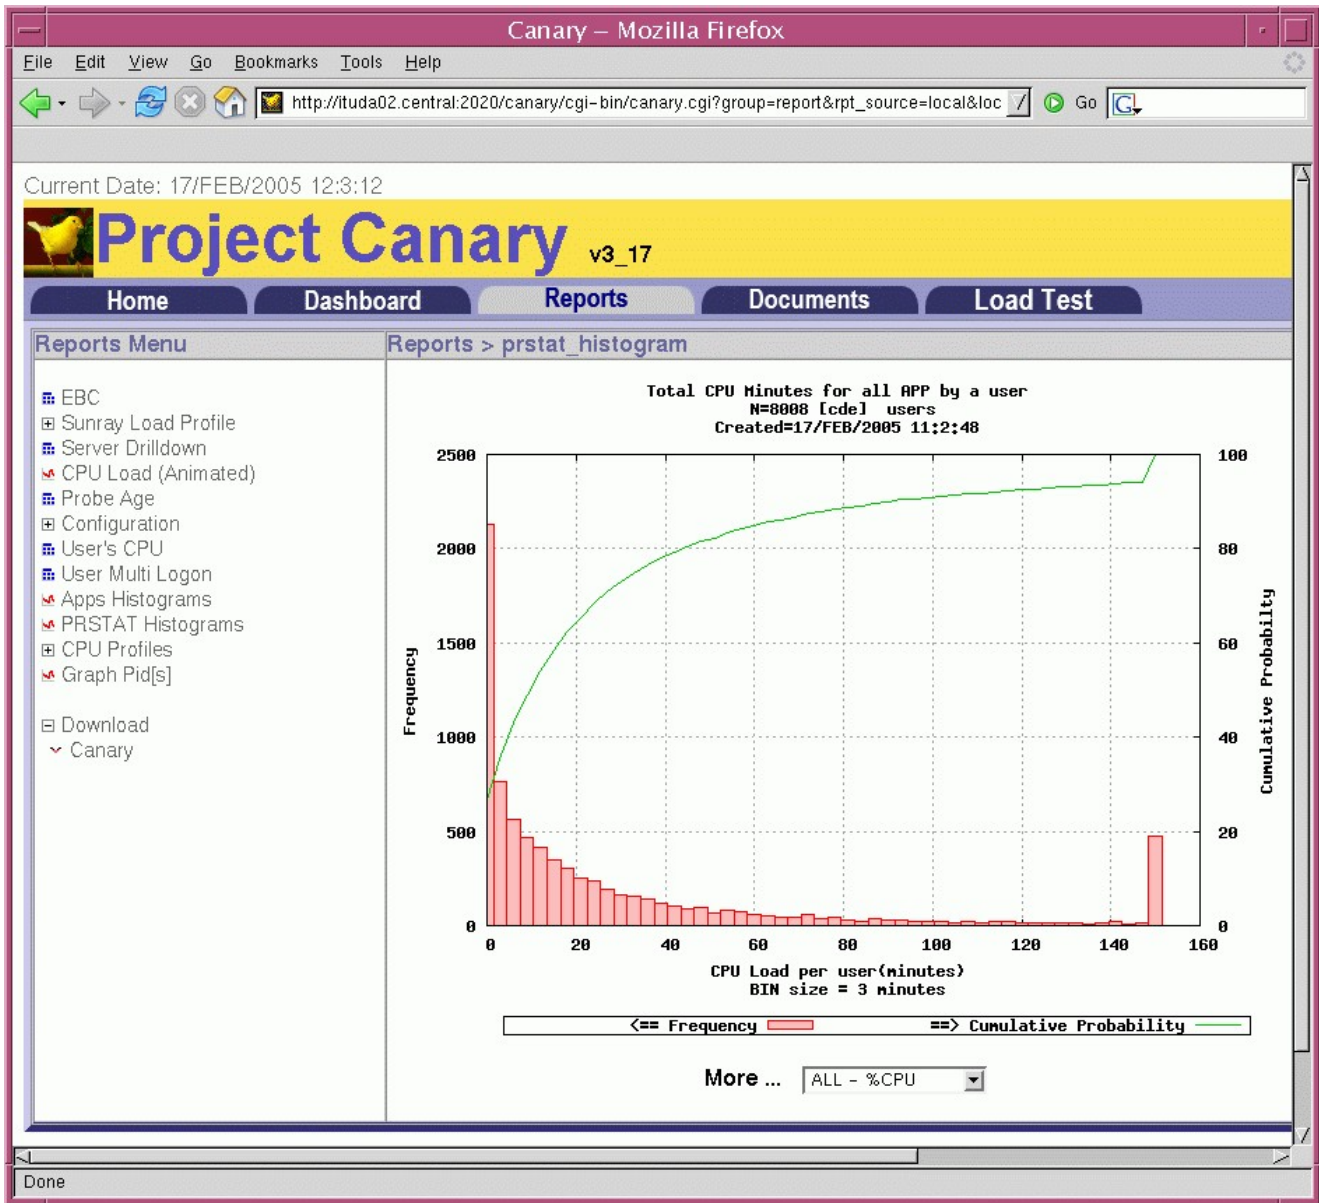 Canary – Mozilla Firefox
File Edit View Go Bookmarks Tools Help
http://ituda02.central:2020/canary/cgi-bin/canary.cgi?group=report&rpt_source=local&loc Go G
Current Date: 17/FEB/2005 12:3:12
Project Canary v3_17
Home Dashboard Reports Documents Load Test
Reports Menu
EBC
Sunray Load Profile
Server Drilldown
CPU Load (Animated)
Probe Age
Configuration
User's CPU
User Multi Logon
Apps Histograms
PRSTAT Histograms
CPU Profiles
Graph Pid[s]
Download
Canary
Reports > prstat_histogram
Total CPU Minutes for all APP by a user
N=8008 [cde] users
Created=17/FEB/2005 11:2:48
2500
2000
1500
1000
500
0
Frequency
100
80
60
40
20
0
Cumulative Probabilty
0 20 40 60 80 100 120 140 160
CPU Load per user(minutes)
BIN size = 3 minutes
<== Frequency ==> Cumulative Probability
More ... ALL - %CPU
Done